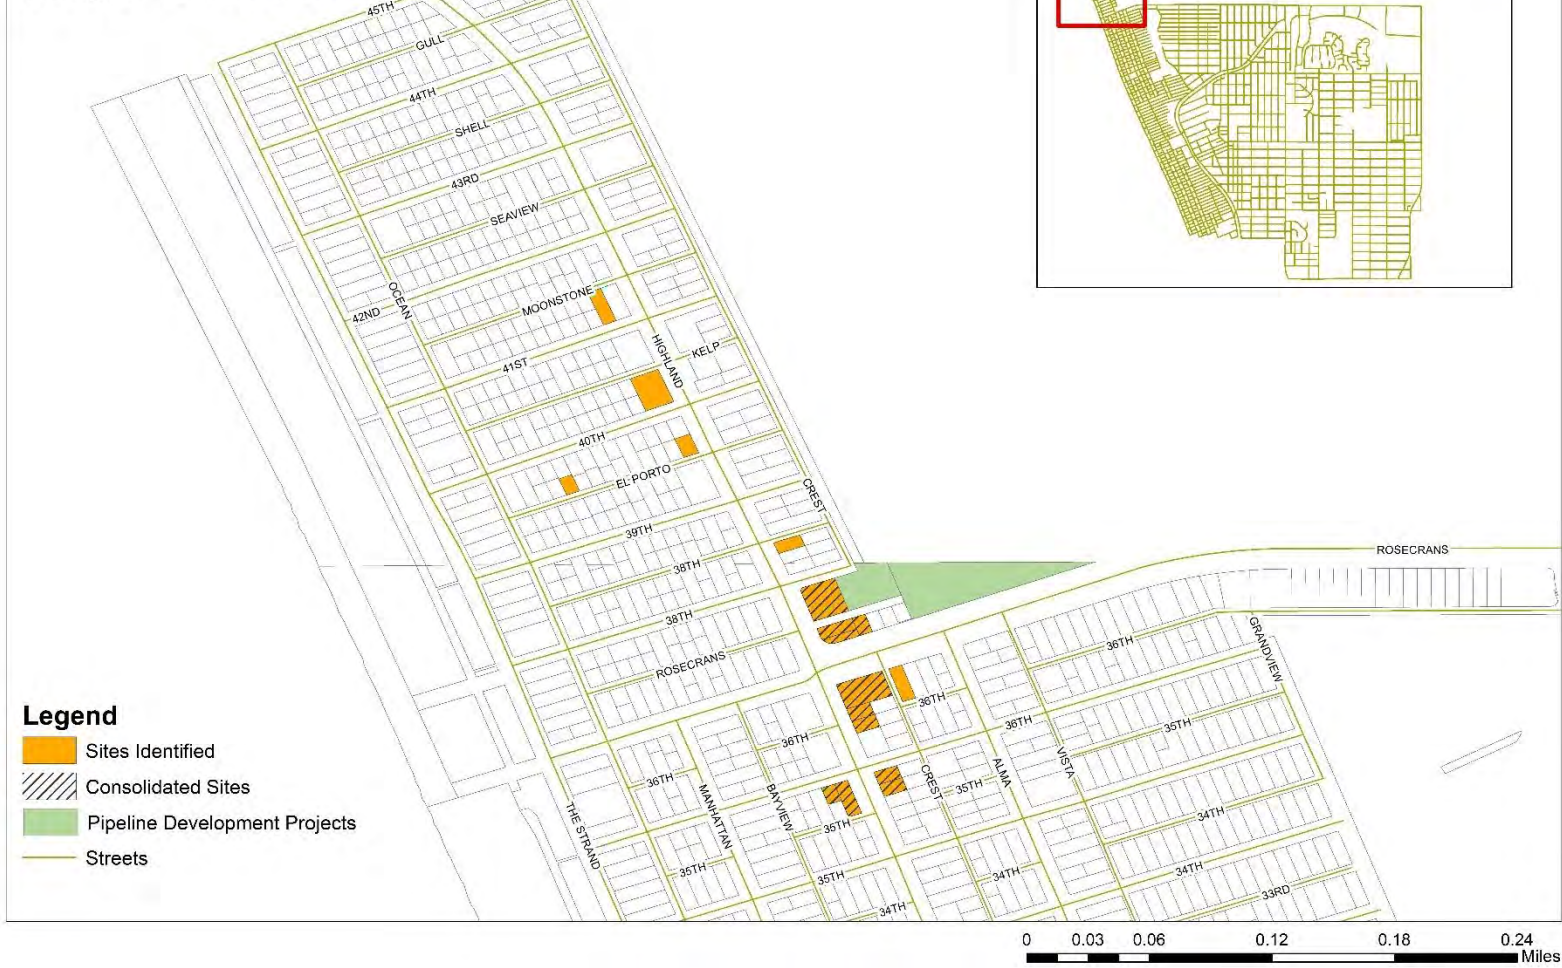 45TH
GULL
44TH
SHELL
43RD
SEAVIEW
OCEAN
MOONSTONE
42ND
HIGHLAND
KELP
41ST
40TH
EL PORTO
CREST
39TH
ROSECRANS
38TH
38TH
GRANDVIEW
36TH
ROSECRANS
36TH
36TH
35TH
36TH
VISTA
36TH
ALMA
CREST
35TH
MANHATTAN
BAYVIEW
THE STRAND
34TH
35TH
34TH
35TH
34TH
35TH
33RD
34TH
Legend
Sites Identified
Consolidated Sites
Pipeline Development Projects
Streets
0 0.03 0.06 0.12 0.18 0.24
Miles